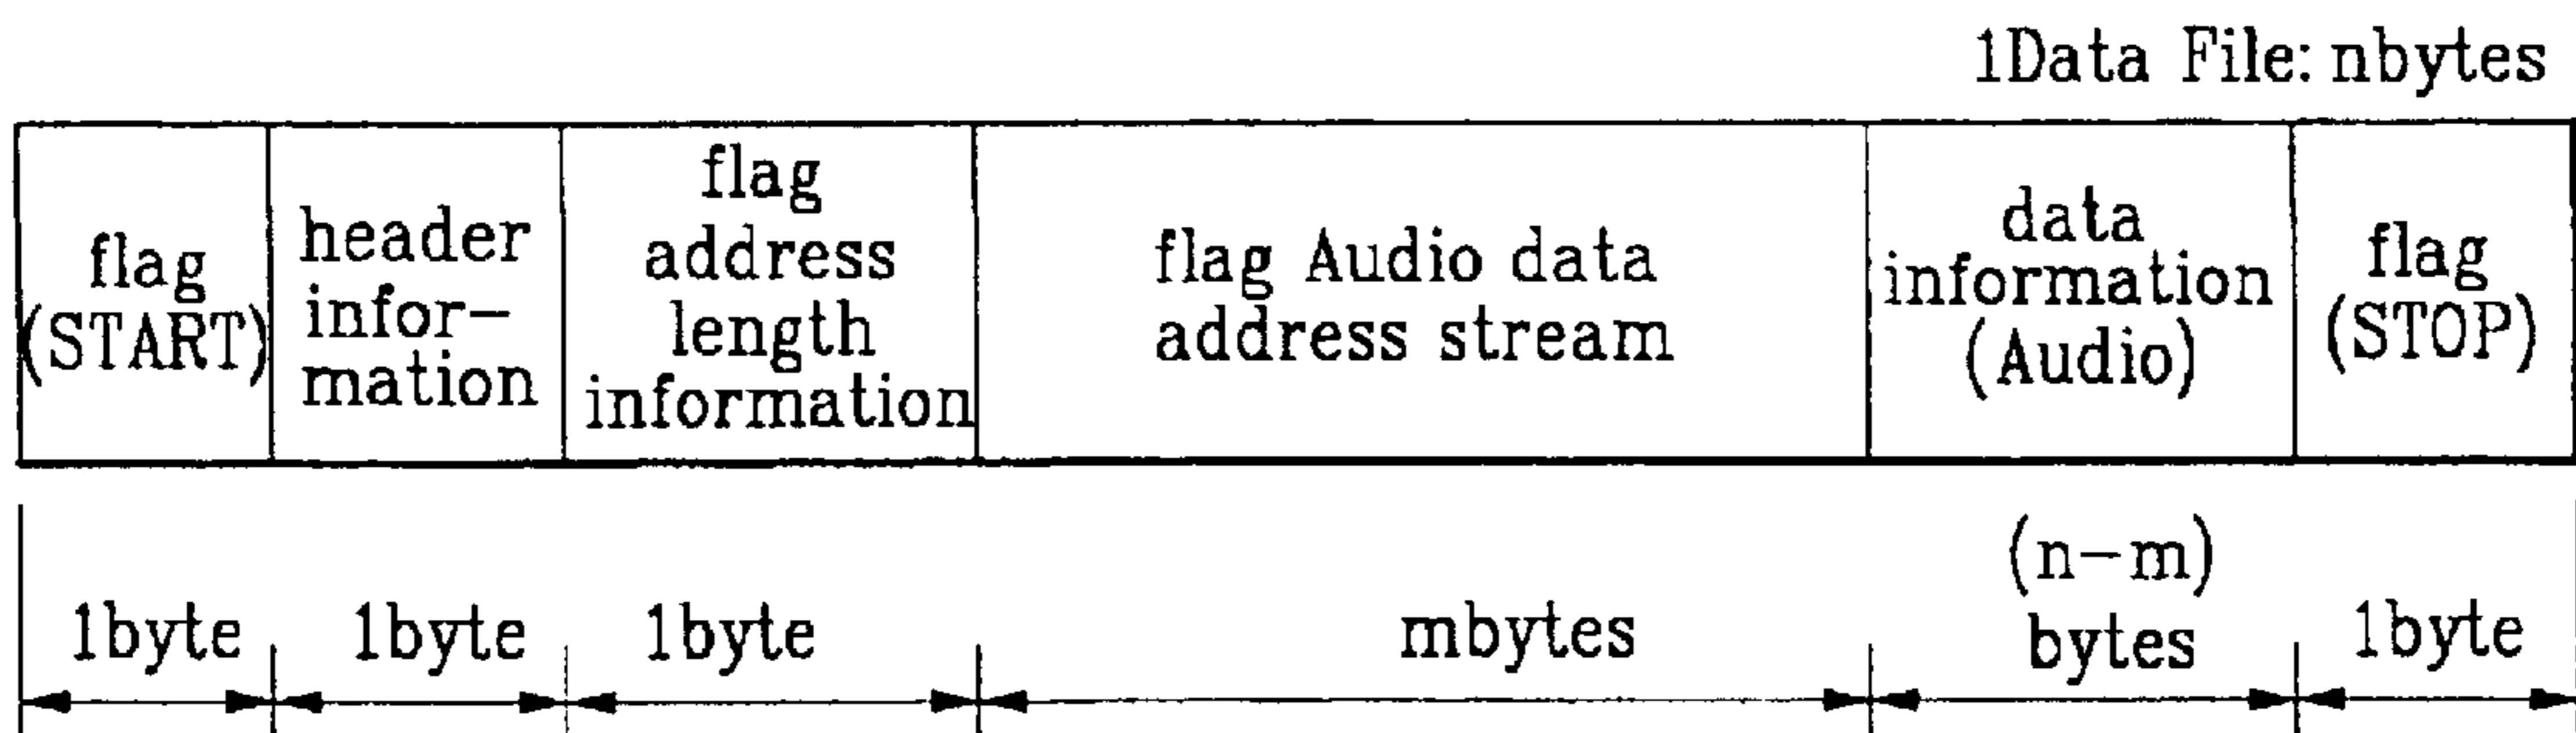 1Data File: nbytes
flag
(START)
header
infor-
mation
flag
address
length
information
flag Audio data
address stream
data
information
(Audio)
flag
(STOP)
1byte
1byte
1byte
mbytes
(n-m)
bytes
1byte